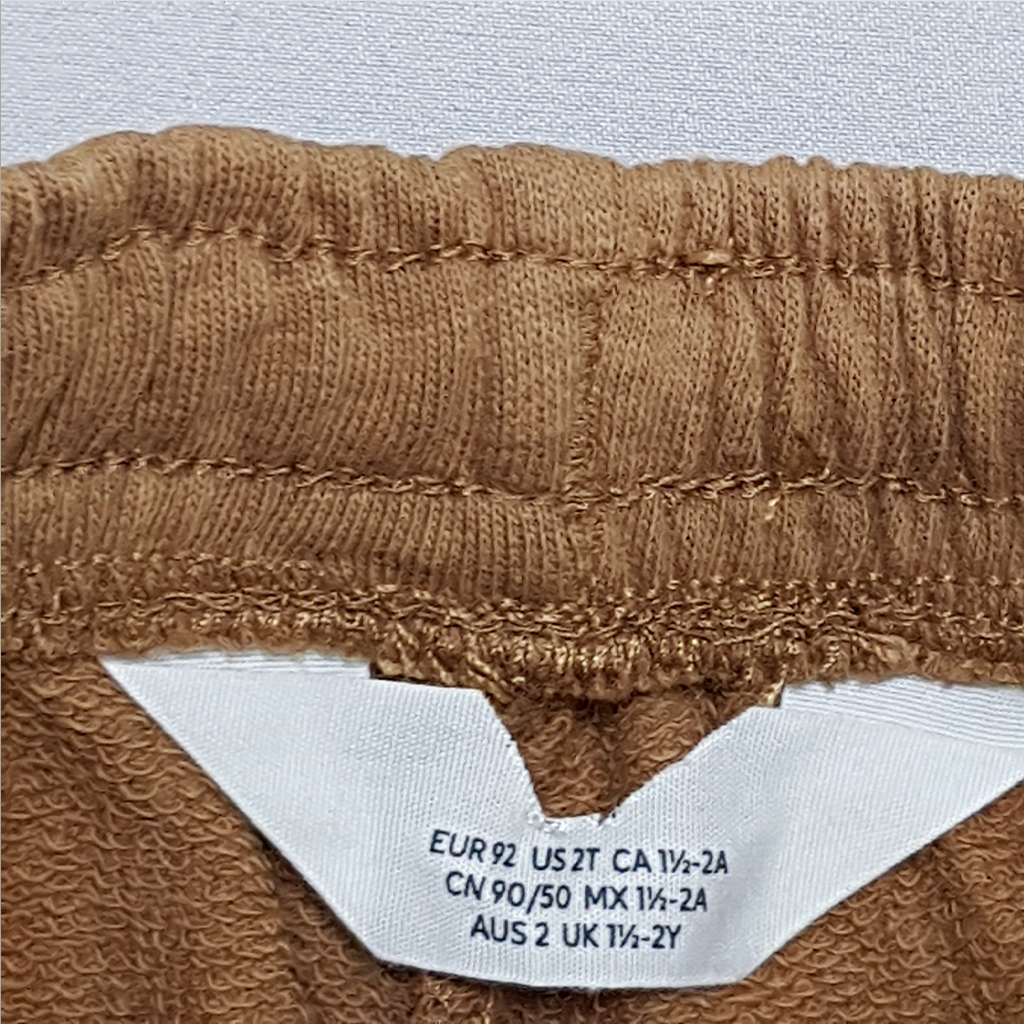 EUR 92 US 2T CA 1½-2A
CN 90/50 MX 1½-2A
AUS 2 UK 1½-2Y